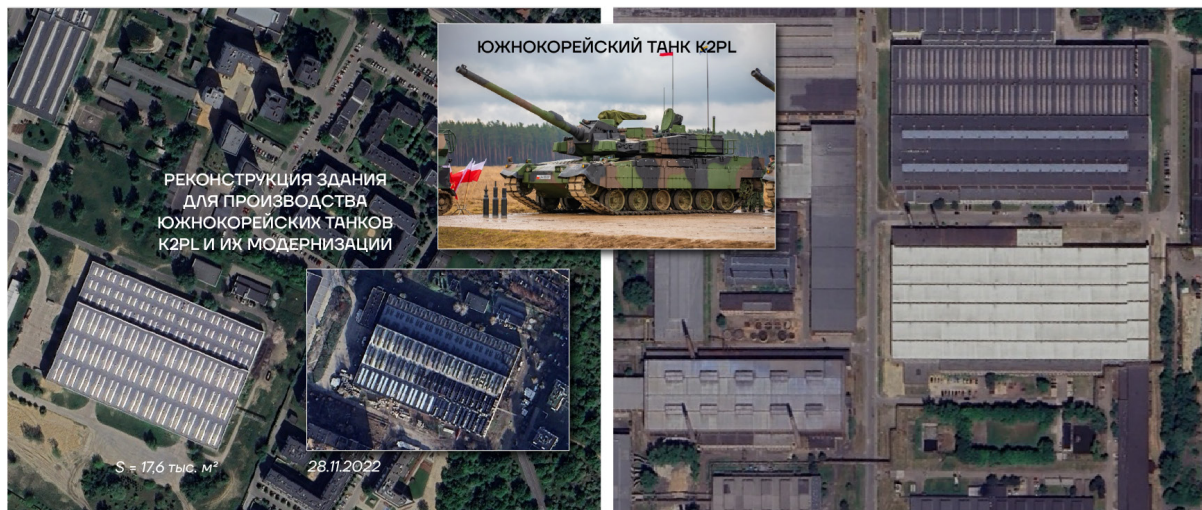 ЮЖНОКОРЕЙСКИЙ ТАНК K2PL
РЕКОНСТРУКЦИЯ ЗДАНИЯ
ДЛЯ ПРОИЗВОДСТВА
ЮЖНОКОРЕЙСКИХ ТАНКОВ
K2PL И ИХ МОДЕРНИЗАЦИИ
S = 17,6 тыс. м²
28.11.2022